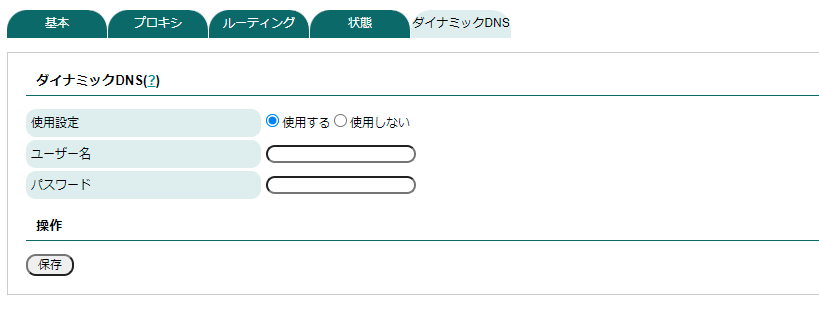 基本 プロキシ ルーティング 状態 ダイナミックDNS
ダイナミックDNS(?)
使用設定 使用する 使用しない
ユーザー名
パスワード
操作
保存